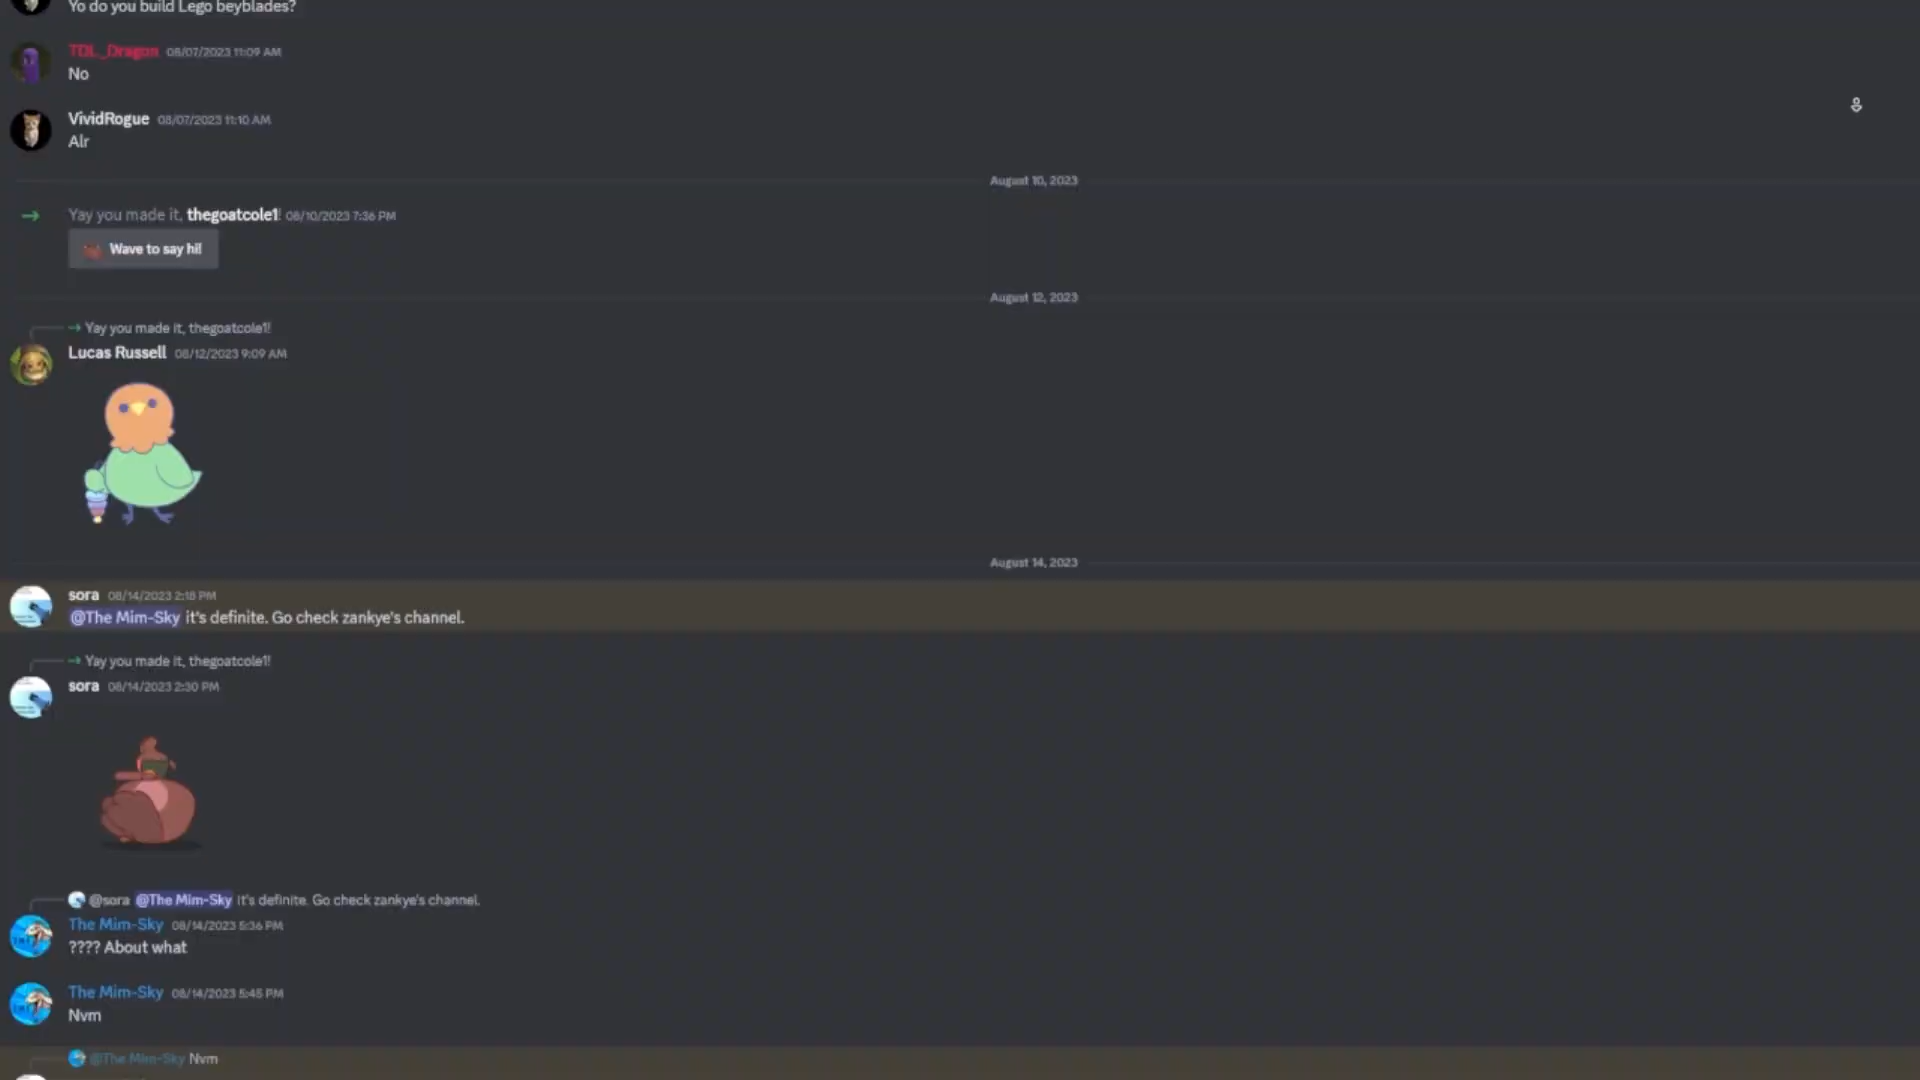 Yo do you build Lego beyblades?
TDL_Dragon 08/07/2023 11:09 AM
No
VividRogue 08/07/2023 11:10 AM
Alr
August 10, 2023
Yay you made it, thegoatcole1! 08/10/2023 7:36 PM
Wave to say hi!
August 12, 2023
Yay you made it, thegoatcole1!
Lucas Russell 08/12/2023 9:09 AM
August 14, 2023
sora 08/14/2023 2:18 PM
@The Mim-Sky it's definite. Go check zankye's channel.
Yay you made it, thegoatcole1!
sora 08/14/2023 2:30 PM
@sora @The Mim-Sky it's definite. Go check zankye's channel.
The Mim-Sky 08/14/2023 5:36 PM
???? About what
The Mim-Sky 08/14/2023 5:45 PM
Nvm
@The Mim-Sky Nvm